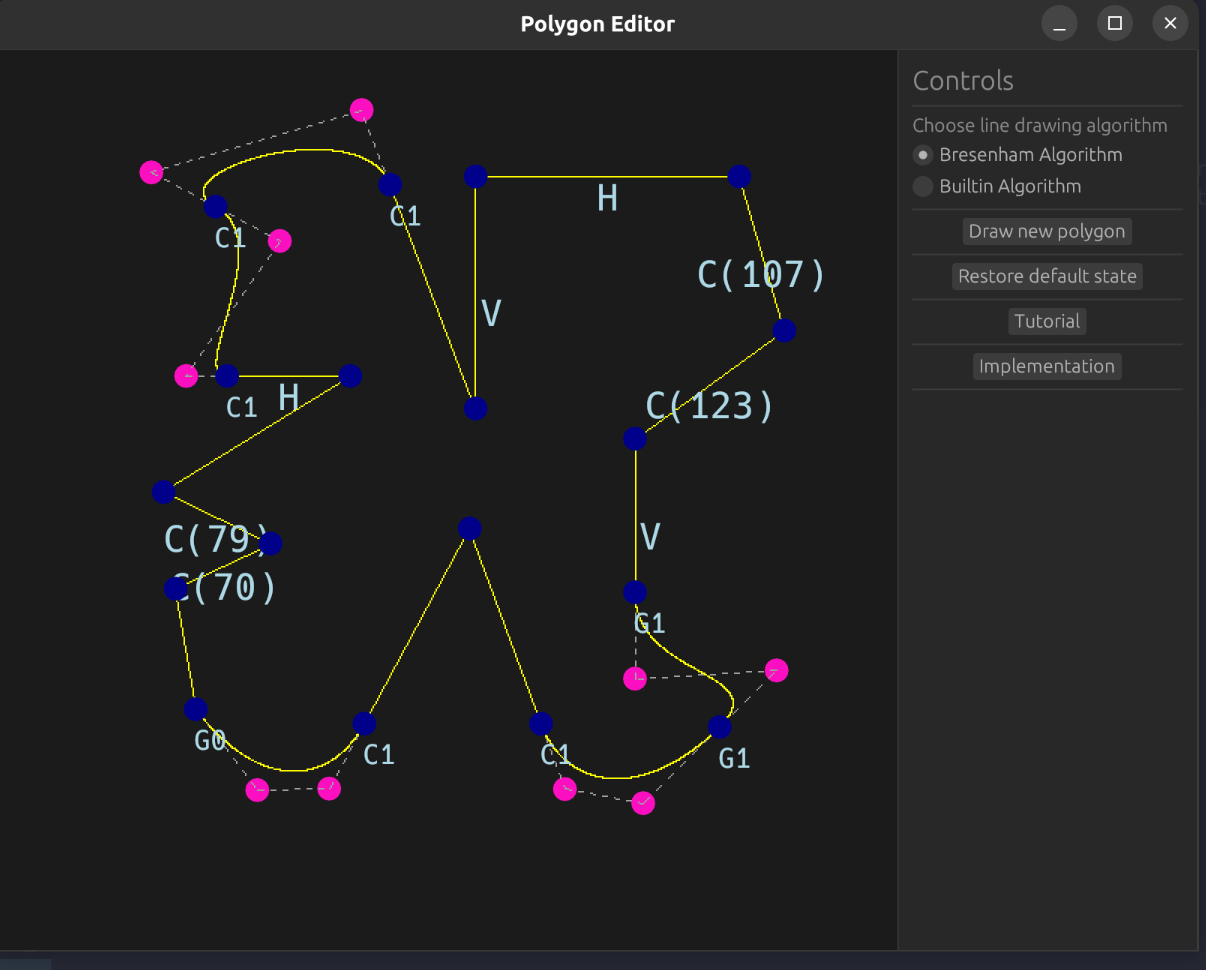 Polygon Editor
Controls
Choose line drawing algorithm
Bresenham Algorithm
Builtin Algorithm
Draw new polygon
Restore default state
Tutorial
Implementation
H
C1
C1
C(107)
V
H
C1
C(123)
C(79)
V
C(70)
G1
G0
C1
C1
G1